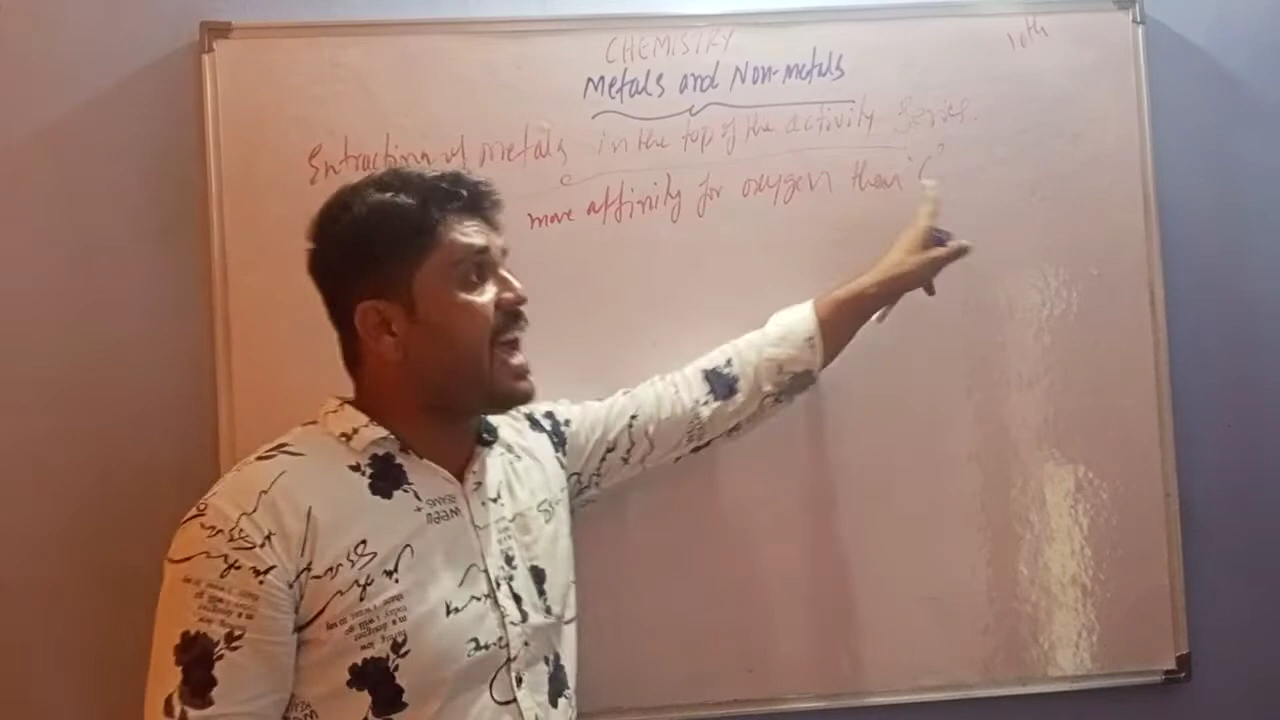 CHEMISTRY
10th
Metals and Non-metals
Extraction of metals in the top of the activity Series.
more affinity for oxygen than "C"